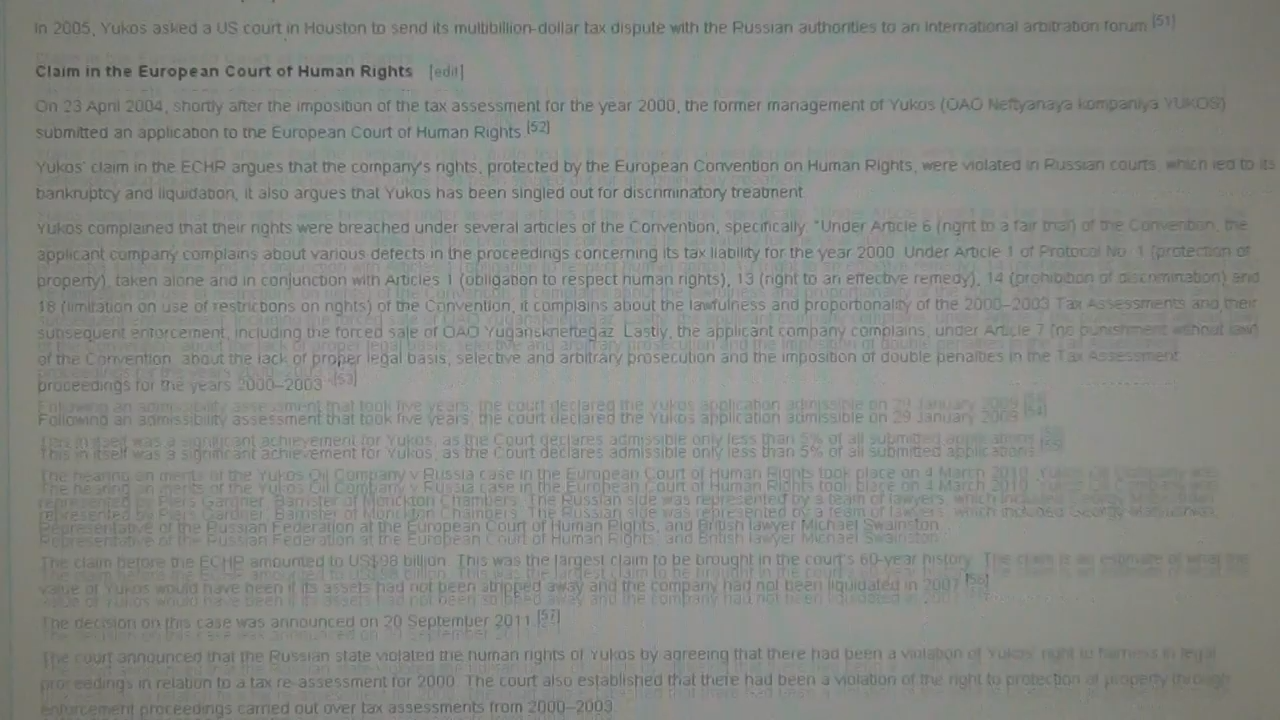 In 2005, Yukos asked a US court in Houston to send its multibillion-dollar tax dispute with the Russian authorities to an international arbitration forum.[51]
Claim in the European Court of Human Rights [edit]
On 23 April 2004, shortly after the imposition of the tax assessment for the year 2000, the former management of Yukos (OAO Neftyanaya kompaniya YUKOS)
submitted an application to the European Court of Human Rights.[52]
Yukos' claim in the ECHR argues that the company's rights, protected by the European Convention on Human Rights, were violated in Russian courts, which led to its
bankruptcy and liquidation, it also argues that Yukos has been singled out for discriminatory treatment.
Yukos complained that their rights were breached under several articles of the Convention, specifically, "Under Article 6 (right to a fair trial) of the Convention, the
applicant company complains about various defects in the proceedings concerning its tax liability for the year 2000. Under Article 1 of Protocol No. 1 (protection of
property), taken alone and in conjunction with Articles 1 (obligation to respect human rights), 13 (right to an effective remedy), 14 (prohibition of discrimination) and
18 (limitation on use of restrictions on rights) of the Convention, it complains about the lawfulness and proportionality of the 2000–2003 Tax Assessments and their
subsequent enforcement, including the forced sale of OAO Yuganskneftegaz. Lastly, the applicant company complains, under Article 7 (no punishment without law)
of the Convention, about the lack of proper legal basis, selective and arbitrary prosecution and the imposition of double penalties in the Tax Assessment
proceedings for the years 2000–2003."[53]
Following an admissibility assessment that took five years, the court declared the Yukos application admissible on 29 January 2009.[54]
This in itself was a significant achievement for Yukos, as the Court declares admissible only less than 5% of all submitted applications.
The hearing on merits of the Yukos Oil Company v Russia case in the European Court of Human Rights took place on 4 March 2010. Yukos Oil Company was
represented by Piers Gardner, Barrister of Monckton Chambers. The Russian side was represented by a team of lawyers, which included Georgy
Representative of the Russian Federation at the European Court of Human Rights, and British lawyer Michael Swainston.
The claim before the ECHR amounted to US$98 billion. This was the largest claim to be brought in the court's 60-year history. The claim is an estimate of what the
value of Yukos would have been if its assets had not been stripped away and the company had not been liquidated in 2007.[56]
The decision on this case was announced on 20 September 2011.[57]
The court announced that the Russian state violated the human rights of Yukos by agreeing that there had been a violation of Yukos' right to fairness in legal
proceedings in relation to a tax re-assessment for 2000. The court also established that there had been a violation of the right to protection of property through
enforcement proceedings carried out over tax assessments from 2000–2003.